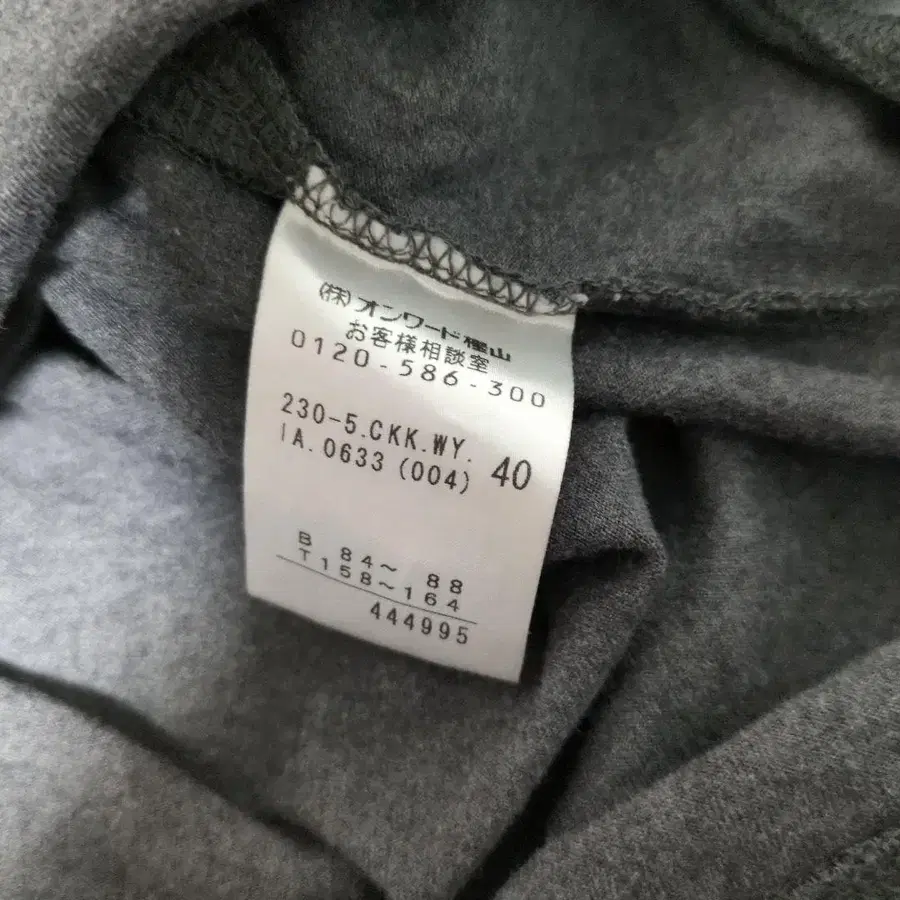 (株)オンワード樫山
お客様相談室
0120-586-300
230-5.CKK.WY.
IA.0633 (004) 40
B 84～ 88
T 158～164
444995